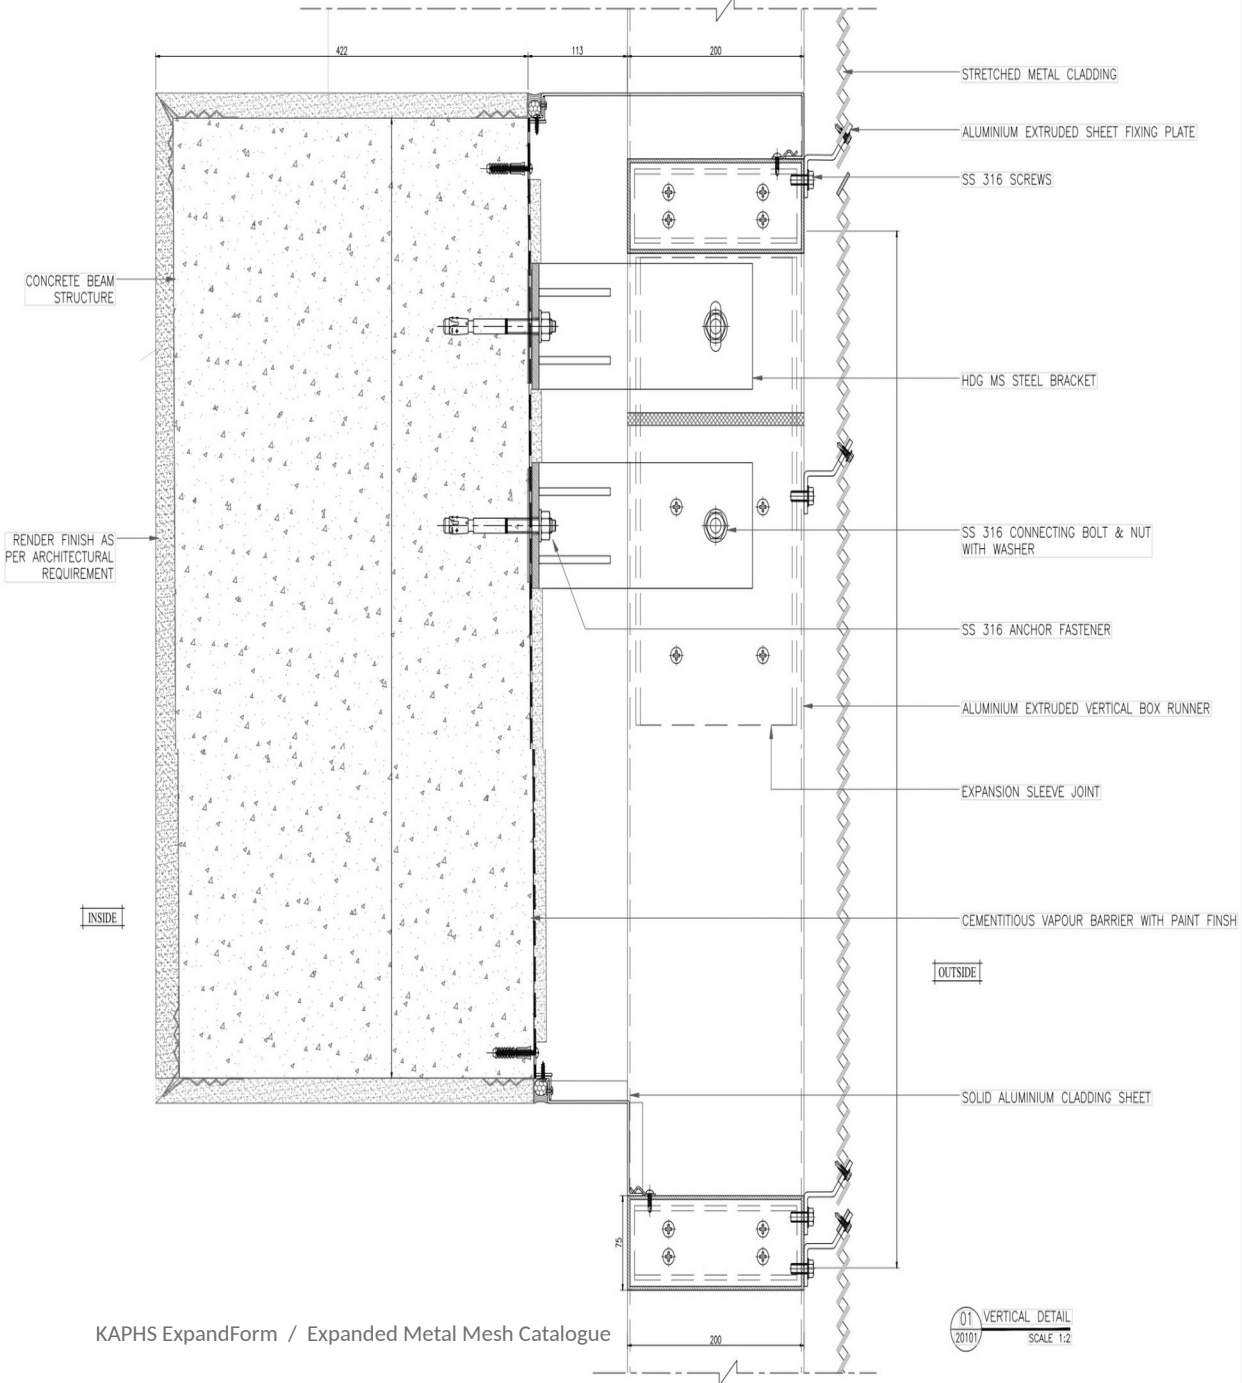 422
113
200
STRETCHED METAL CLADDING
ALUMINIUM EXTRUDED SHEET FIXING PLATE
SS 316 SCREWS
CONCRETE BEAM
STRUCTURE
HDG MS STEEL BRACKET
RENDER FINISH AS
PER ARCHITECTURAL
REQUIREMENT
SS 316 CONNECTING BOLT & NUT
WITH WASHER
SS 316 ANCHOR FASTENER
ALUMINIUM EXTRUDED VERTICAL BOX RUNNER
EXPANSION SLEEVE JOINT
INSIDE
CEMENTITIOUS VAPOUR BARRIER WITH PAINT FINSH
OUTSIDE
SOLID ALUMINIUM CLADDING SHEET
75
KAPHS ExpandForm / Expanded Metal Mesh Catalogue
200
01
20101
VERTICAL DETAIL
SCALE 1:2